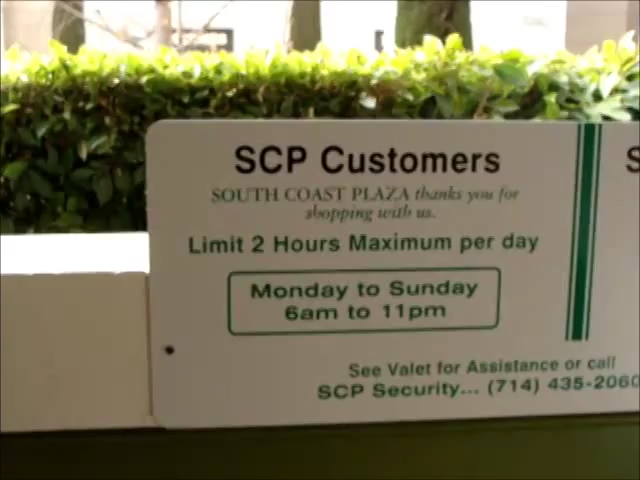 SCP Customers
SOUTH COAST PLAZA thanks you for
shopping with us.
Limit 2 Hours Maximum per day
Monday to Sunday
6am to 11pm
See Valet for Assistance or call
SCP Security... (714) 435-2060
S